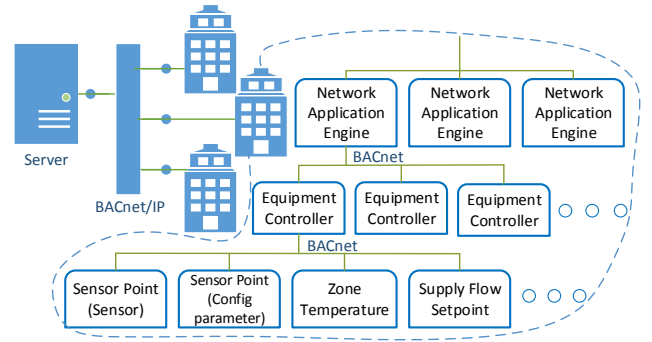 Server
BACnet/IP
Network
Application
Engine
Network
Application
Engine
Network
Application
Engine
BACnet
Equipment
Controller
Equipment
Controller
Equipment
Controller
BACnet
Sensor Point
(Sensor)
Sensor Point
(Config
parameter)
Zone
Temperature
Supply Flow
Setpoint